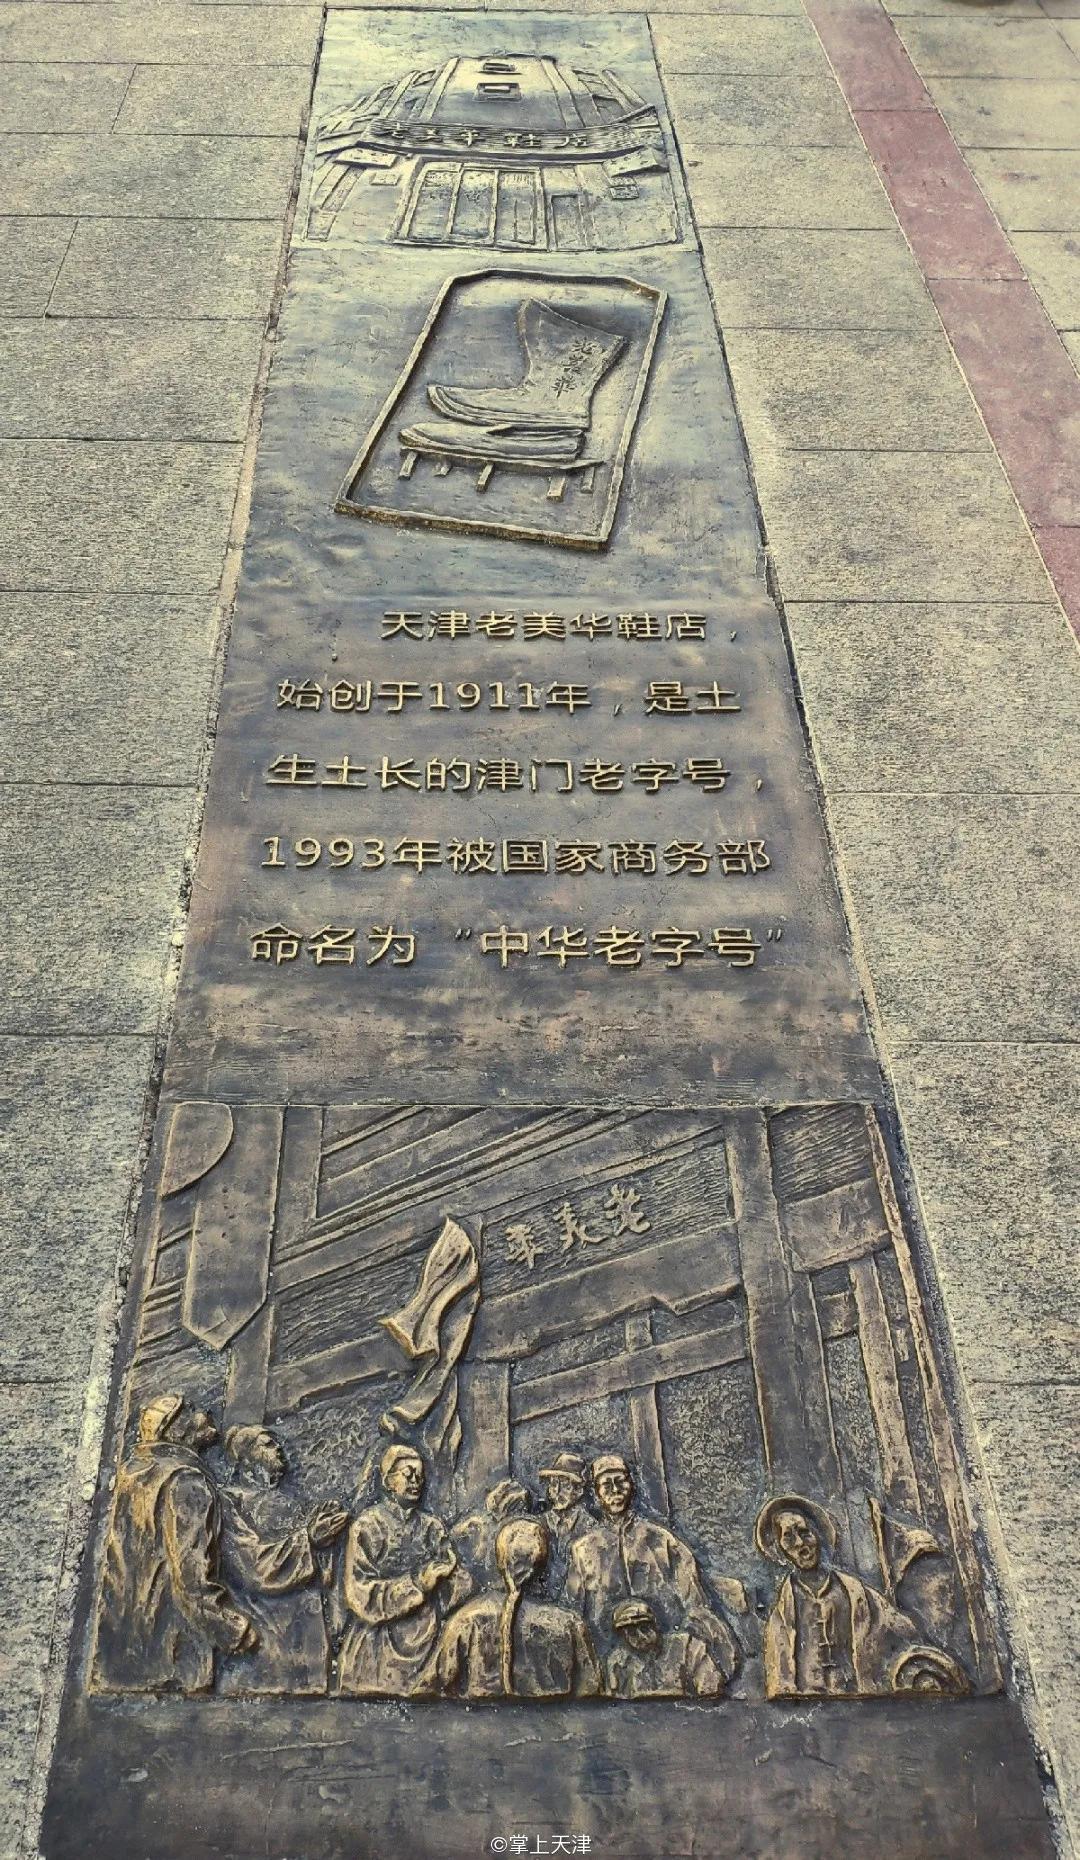 老美华鞋店
老美華
天津老美华鞋店，
始创于1911年，是土
生土长的津门老字号，
1993年被国家商务部
命名为“中华老字号”
華美老
©掌上天津